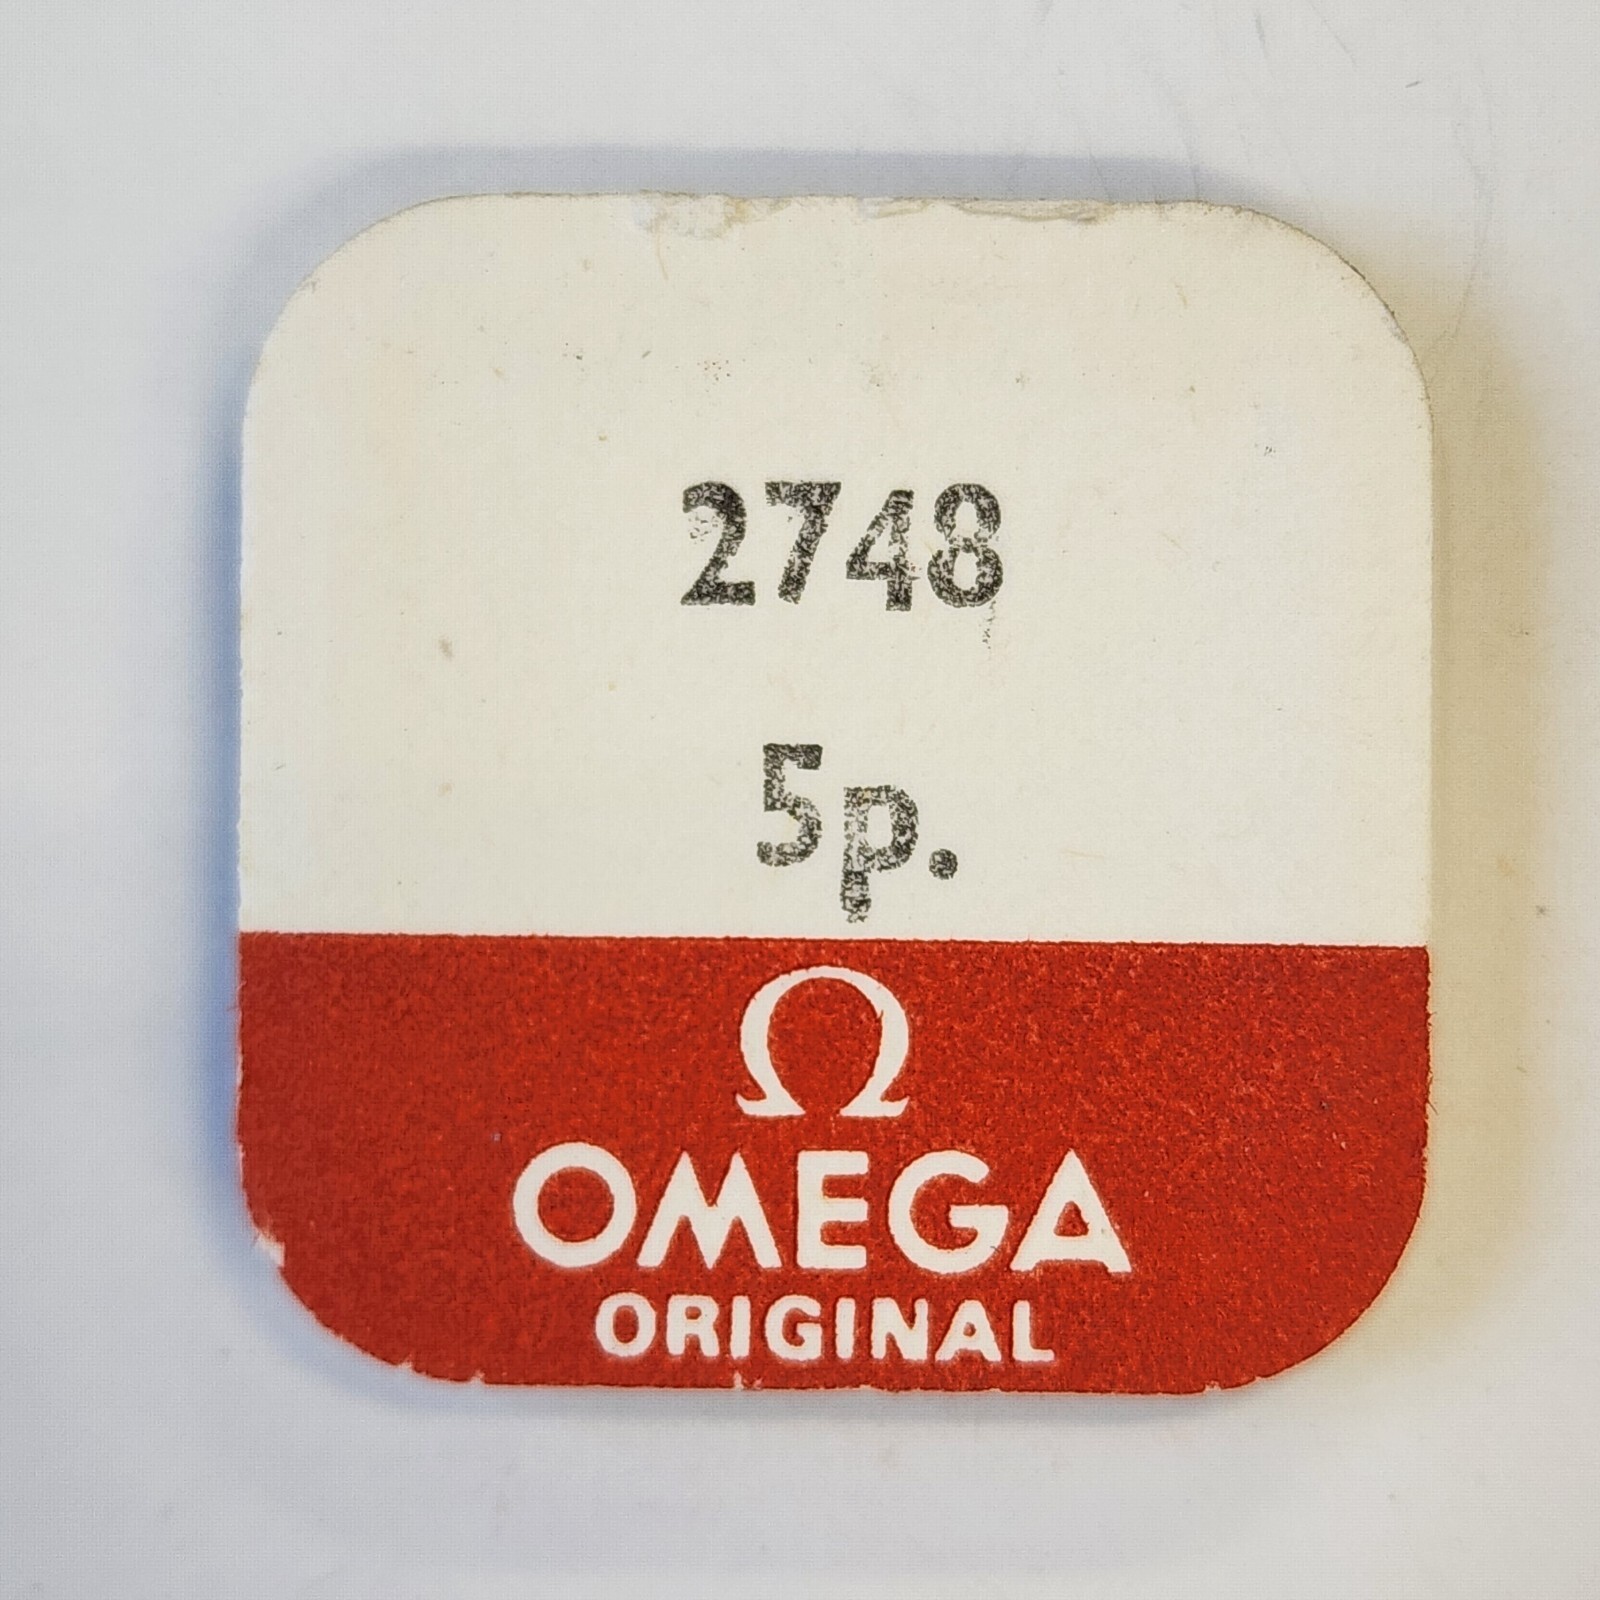 2748
5p.
Ω
OMEGA
ORIGINAL